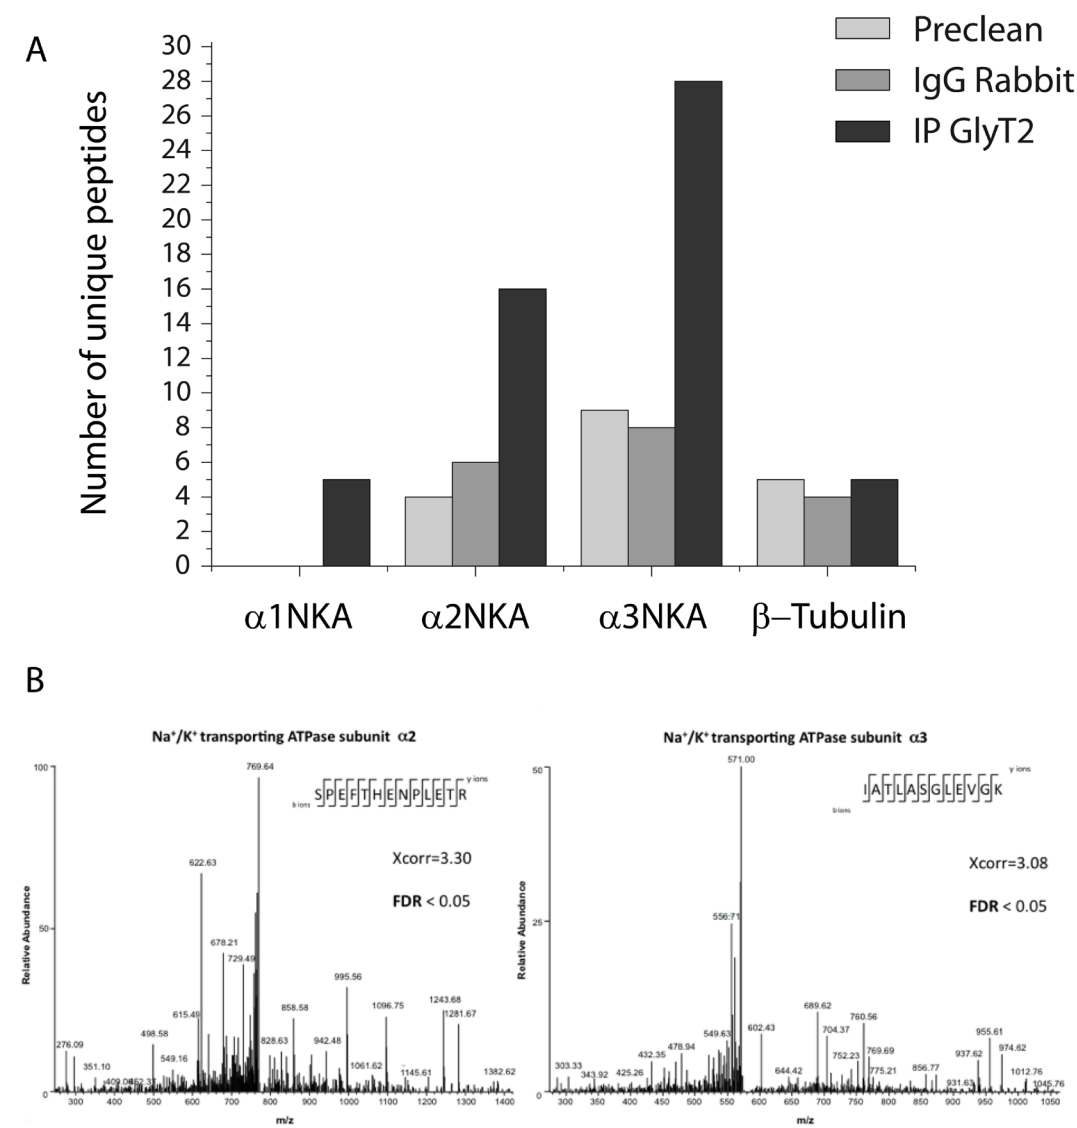 A
Preclean
IgG Rabbit
IP GlyT2
Number of unique peptides
30
28
26
24
22
20
18
16
14
12
10
8
6
4
2
0
α1NKA α2NKA α3NKA β–Tubulin
B
Na⁺/K⁺ transporting ATPase subunit α2
100
50
0
Relative Abundance
769.64
y ions
SPEFTHENPLETR
b ions
Xcorr=3.30
FDR < 0.05
622.63
678.21
729.49
995.56
1096.75
1243.68
1281.67
615.49
858.58
498.58
828.63
942.48
276.09
549.16
351.10
1061.62
1145.61
1382.62
300 400 500 600 700 800 900 1000 1100 1200 1300 1400
m/z
Na⁺/K⁺ transporting ATPase subunit α3
50
25
0
Relative Abundance
571.00
y ions
IATLASGLEVGK
b ions
Xcorr=3.08
FDR < 0.05
556.71
689.62
760.56
549.63
602.43
704.37
955.61
432.35
478.94
752.23
769.69
937.62
974.62
303.33
343.92
425.26
644.42
775.21
856.77
931.63
1012.76
1045.76
300 350 400 450 500 550 600 650 700 750 800 850 900 950 1000 1050
m/z